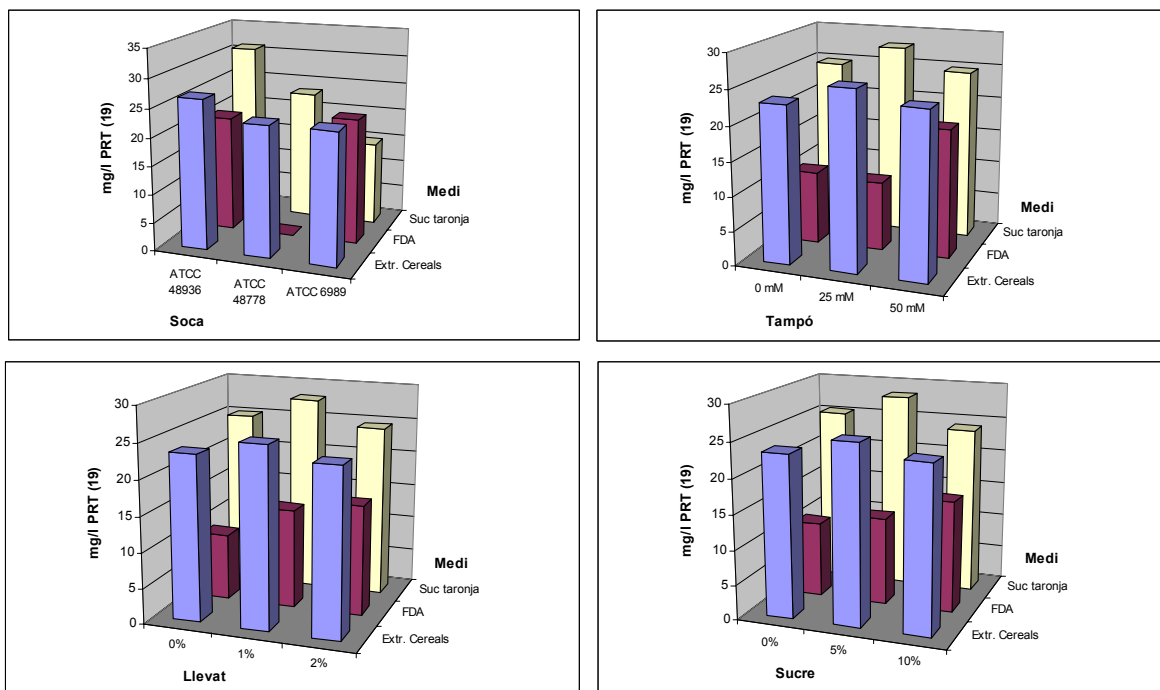 35
30
25
20
15
10
5
0
mg/l PRT (19)
ATCC
48936
ATCC
48778
ATCC 6989
Soca
Medi
Suc taronja
FDA
Extr. Cereals
30
25
20
15
10
5
0
mg/l PRT (19)
0 mM
25 mM
50 mM
Tampó
Medi
Suc taronja
FDA
Extr. Cereals
30
25
20
15
10
5
0
mg/l PRT (19)
0%
1%
2%
Llevat
Medi
Suc taronja
FDA
Extr. Cereals
30
25
20
15
10
5
0
mg/l PRT (19)
0%
5%
10%
Sucre
Medi
Suc taronja
FDA
Extr. Cereals